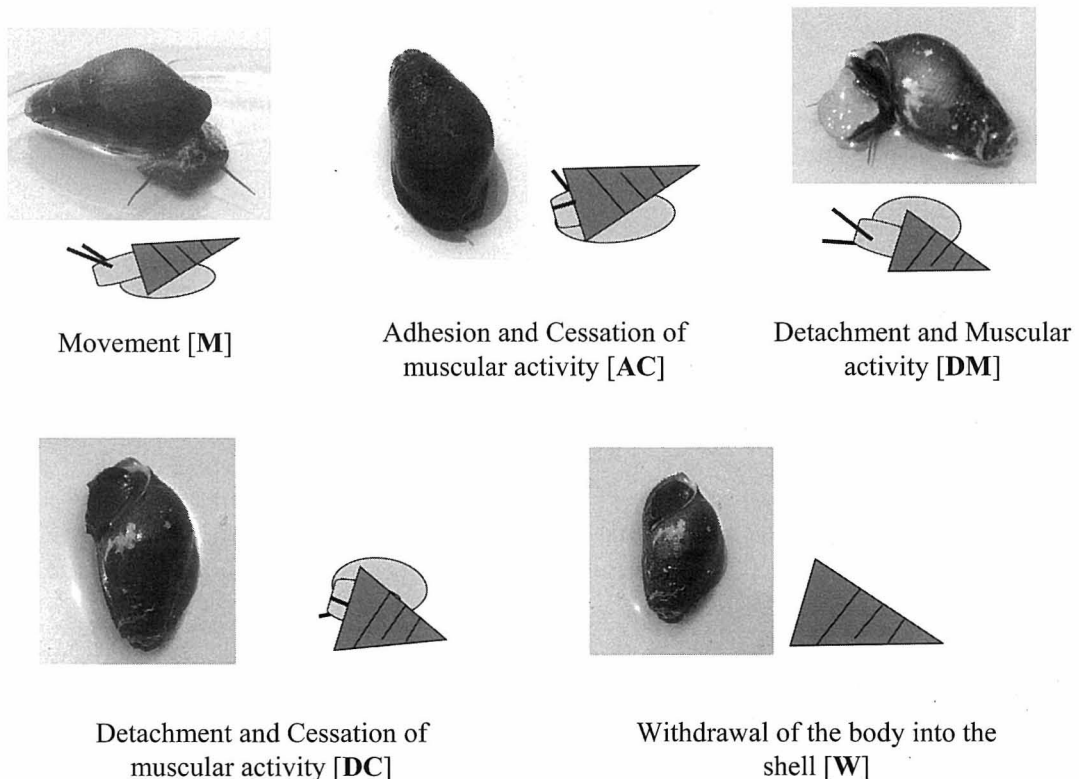 Movement [M]
Adhesion and Cessation of
muscular activity [AC]
Detachment and Muscular
activity [DM]
Detachment and Cessation of
muscular activity [DC]
Withdrawal of the body into the
shell [W]